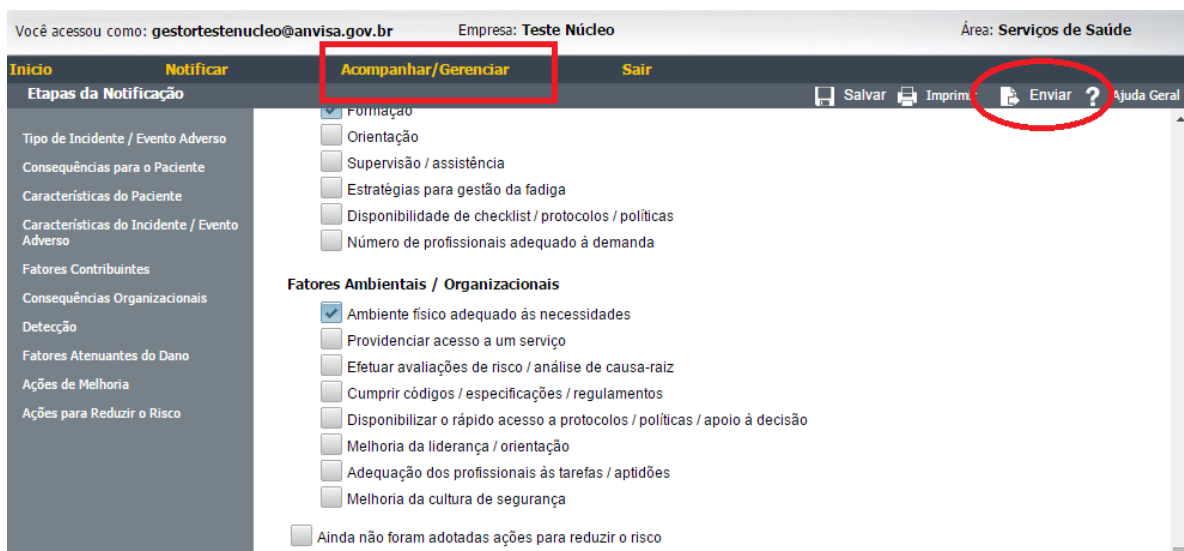 Você acessou como: gestortestenucleo@anvisa.gov.br Empresa: Teste Núcleo Área: Serviços de Saúde
Inicio Notificar Acompanhar/Gerenciar Sair
Etapas da Notificação Salvar Imprimir Enviar ? Ajuda Geral
Tipo de Incidente / Evento Adverso
Consequências para o Paciente
Características do Paciente
Características do Incidente / Evento
Adverso
Fatores Contribuintes
Consequências Organizacionais
Detecção
Fatores Atenuantes do Dano
Ações de Melhoria
Ações para Reduzir o Risco
Formação
Orientação
Supervisão / assistência
Estratégias para gestão da fadiga
Disponibilidade de checklist / protocolos / políticas
Número de profissionais adequado à demanda
Fatores Ambientais / Organizacionais
Ambiente físico adequado às necessidades
Providenciar acesso a um serviço
Efetuar avaliações de risco / análise de causa-raiz
Cumprir códigos / especificações / regulamentos
Disponibilizar o rápido acesso a protocolos / políticas / apoio à decisão
Melhoria da liderança / orientação
Adequação dos profissionais às tarefas / aptidões
Melhoria da cultura de segurança
Ainda não foram adotadas ações para reduzir o risco